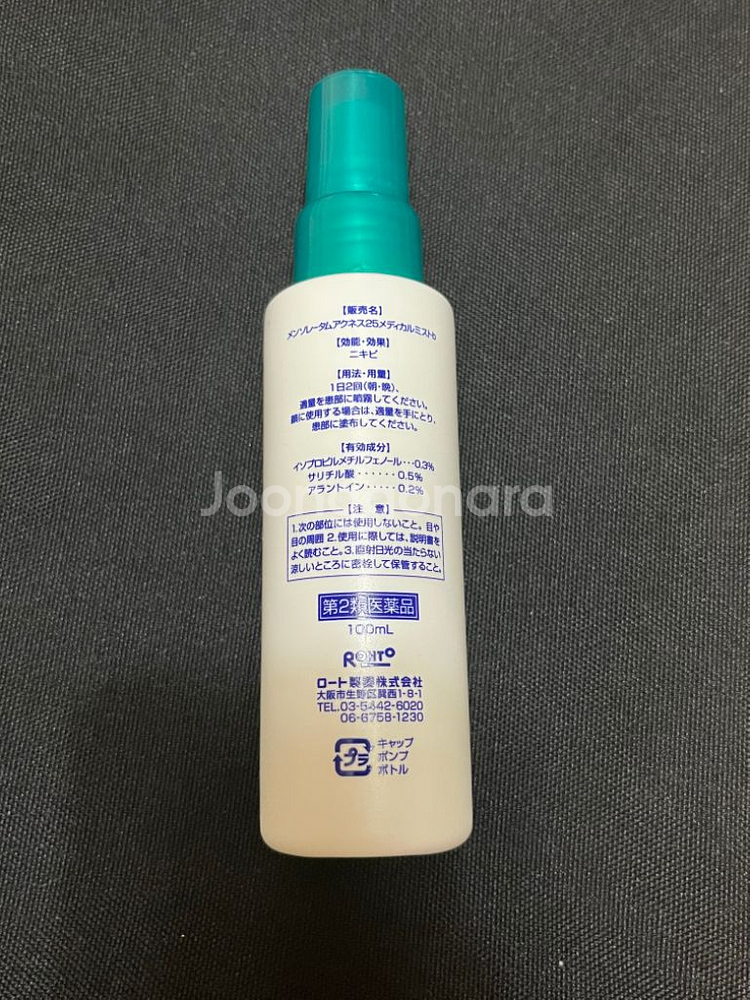 【販売名】
メンソレータムアクネス25メディカルミストb
【効能・効果】
ニキビ
【用法・用量】
1日2回(朝・晩)、
適量を患部に噴霧してください。
顔に使用する場合は、適量を手にとり、
患部に塗布してください。
【有効成分】
イソプロピルメチルフェノール…0.3%
サリチル酸……0.5%
アラントイン……0.2%
Joongonara
【注 意】
1.次の部位には使用しないこと。目や
目の周囲 2.使用に際しては、説明書を
よく読むこと。3.直射日光の当たらない
涼しいところに密栓して保管すること。
第2類医薬品
100mL
ROHTO
ロート製薬株式会社
大阪市生野区巽西1-8-1
TEL.03-5442-6020
06-6758-1230
プラ
キャップ
ポンプ
ボトル